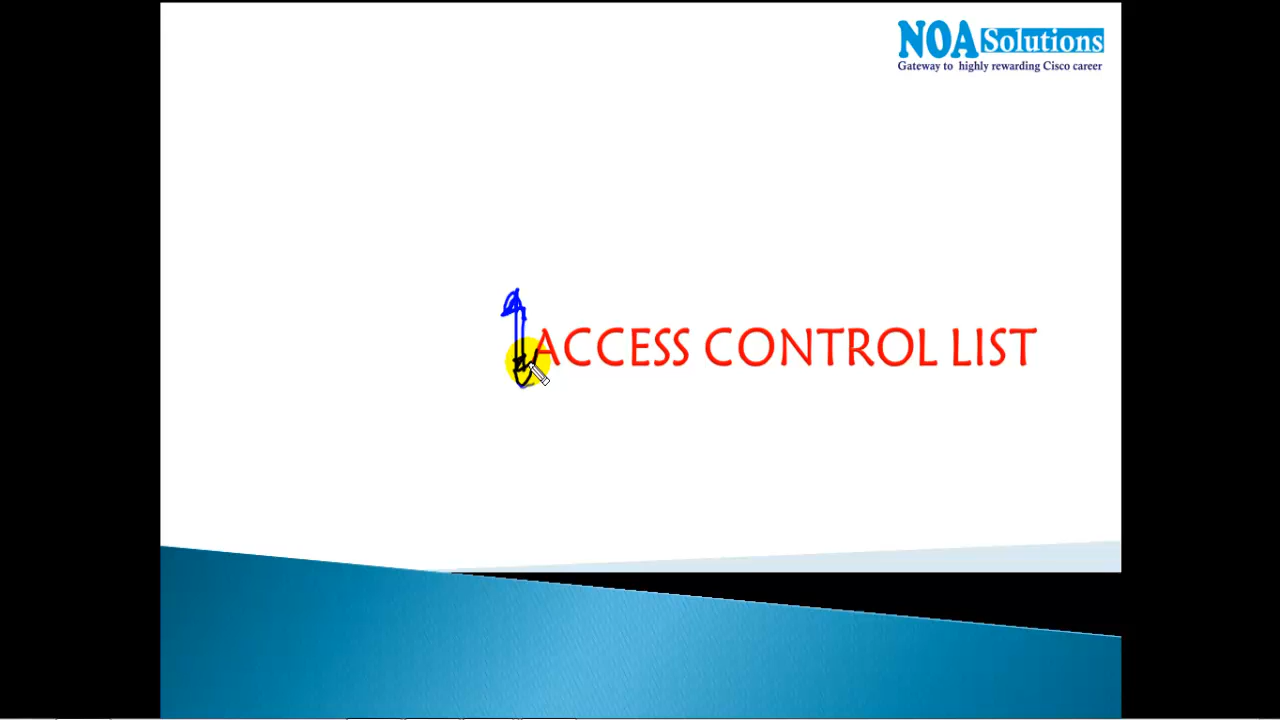 NOA Solutions
Gateway to highly rewarding Cisco career
ACCESS CONTROL LIST